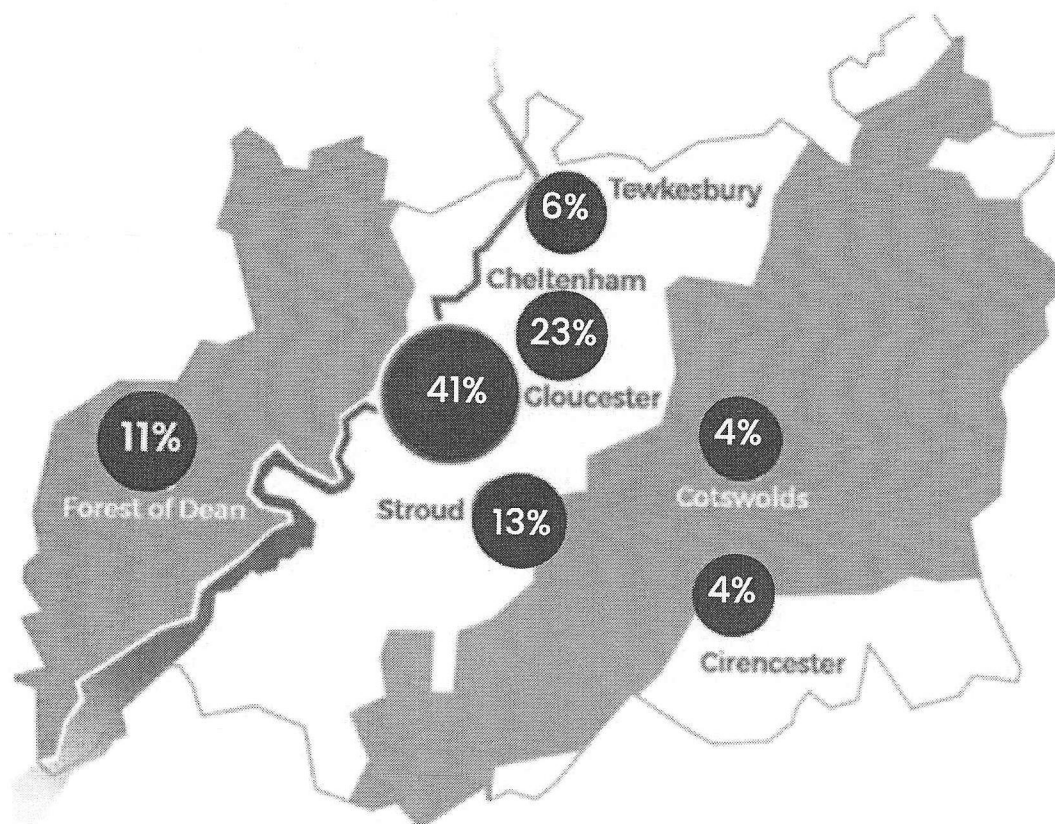 6%
Tewkesbury
Cheltenham
23%
41%
Gloucester
11%
Forest of Dean
4%
Cotswolds
Stroud
13%
4%
Cirencester